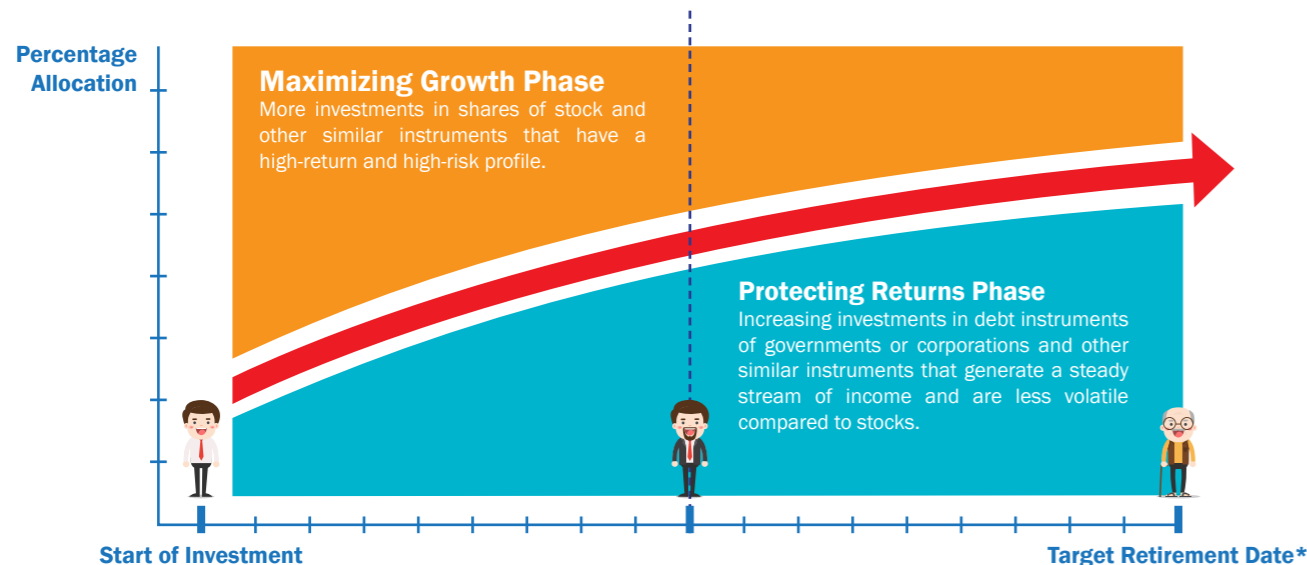 Percentage
Allocation
Maximizing Growth Phase
More investments in shares of stock and
other similar instruments that have a
high-return and high-risk profile.
Protecting Returns Phase
Increasing investments in debt instruments
of governments or corporations and other
similar instruments that generate a steady
stream of income and are less volatile
compared to stocks.
Start of Investment
Target Retirement Date*